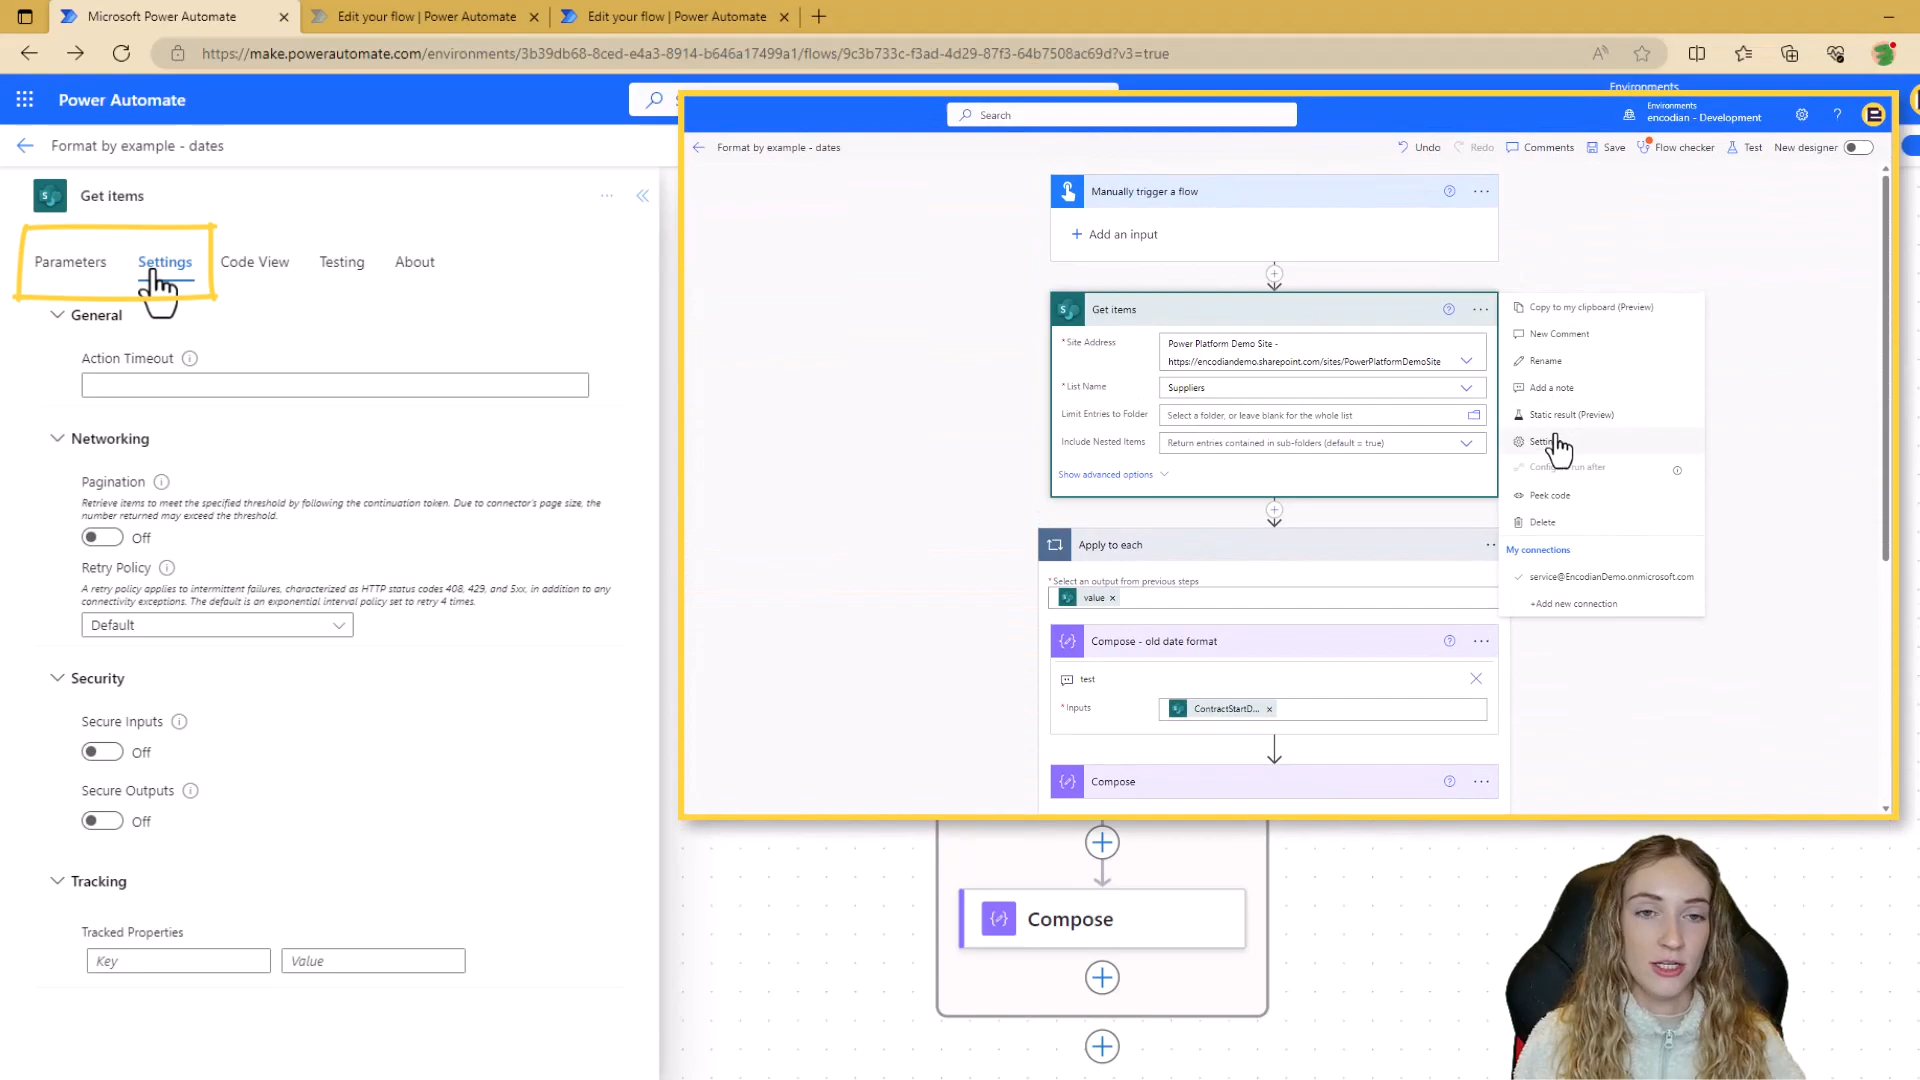 Microsoft Power Automate
Edit your flow | Power Automate
Edit your flow | Power Automate
https://make.powerautomate.com/environments/3b39db68-8ced-e4a3-8914-b646a17499a1/flows/9c3b733c-f3ad-4d29-87f3-64b7508ac69d?v3=true
Power Automate
Environments
Format by example - dates
Get items
Parameters
Settings
Code View
Testing
About
General
Action Timeout
Networking
Pagination
Retrieve items to meet the specified threshold by following the continuation token. Due to connector's page size, the
number returned may exceed the threshold.
Off
Retry Policy
A retry policy applies to intermittent failures, characterized as HTTP status codes 408, 429, and 5xx, in addition to any
connectivity exceptions. The default is an exponential interval policy set to retry 4 times.
Default
Security
Secure Inputs
Off
Secure Outputs
Off
Tracking
Tracked Properties
Key
Value
Search
Environments
encodian - Development
Format by example - dates
Undo
Redo
Comments
Save
Flow checker
Test
New designer
Manually trigger a flow
Add an input
Get items
* Site Address
Power Platform Demo Site -
https://encodiandemo.sharepoint.com/sites/PowerPlatformDemoSite
* List Name
Suppliers
Limit Entries to Folder
Select a folder, or leave blank for the whole list
Include Nested Items
Return entries contained in sub-folders (default = true)
Show advanced options
Copy to my clipboard (Preview)
New Comment
Rename
Add a note
Static result (Preview)
run after
Peek code
Delete
My connections
service@EncodianDemo.onmicrosoft.com
+Add new connection
Apply to each
* Select an output from previous steps
value
Compose - old date format
test
* Inputs
ContractStartD...
Compose
Compose